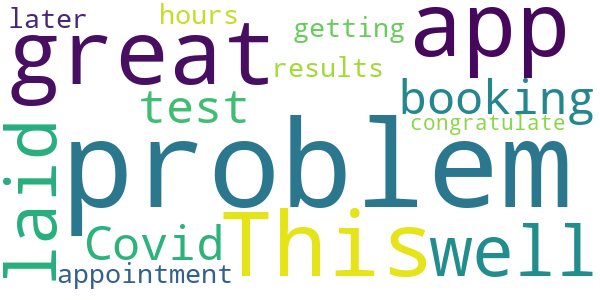 later
hours
getting
great
app
results
test
booking
congratulate
laid
problem
Covid
This
well
appointment